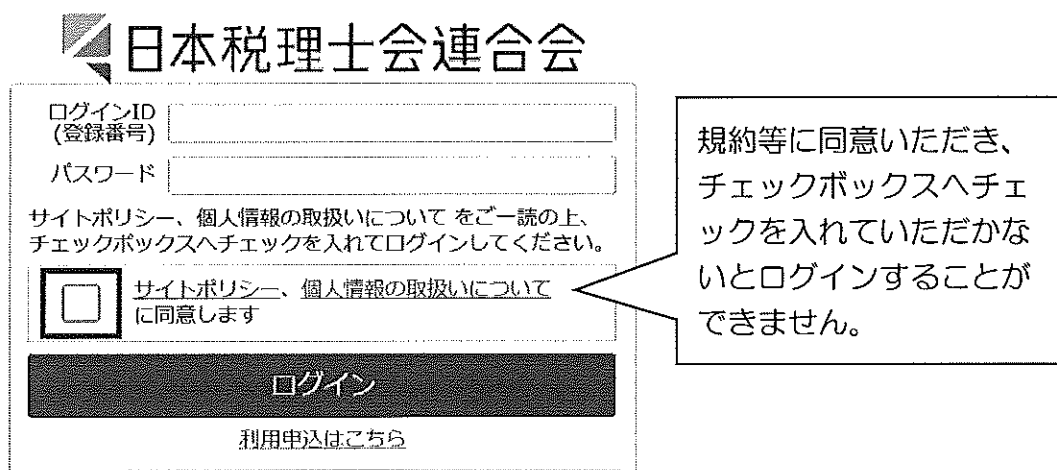 日本税理士会連合会
ログインID
(登録番号)
パスワード
サイトポリシー、個人情報の取扱いについて をご一読の上、
チェックボックスへチェックを入れてログインしてください。
サイトポリシー、個人情報の取扱いについて
に同意します
ログイン
利用申込はこちら
規約等に同意いただき、
チェックボックスへチェ
ックを入れていただかな
いとログインすることが
できません。